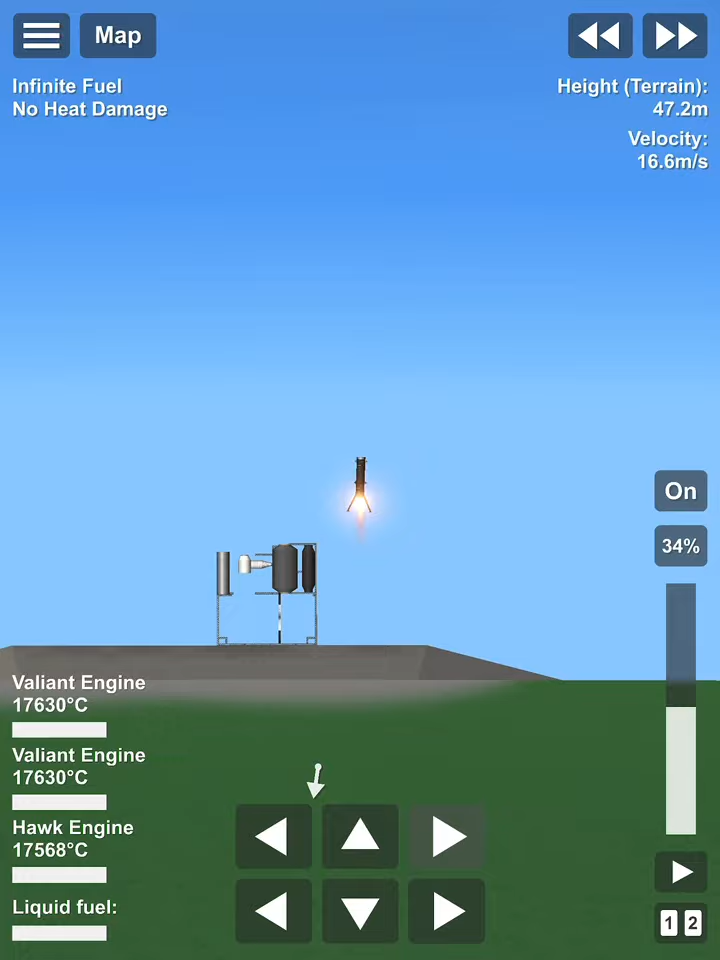 Map
Infinite Fuel
No Heat Damage
Height (Terrain):
47.2m
Velocity:
16.6m/s
On
34%
Valiant Engine
17630°C
Valiant Engine
17630°C
Hawk Engine
17568°C
Liquid fuel:
1 2